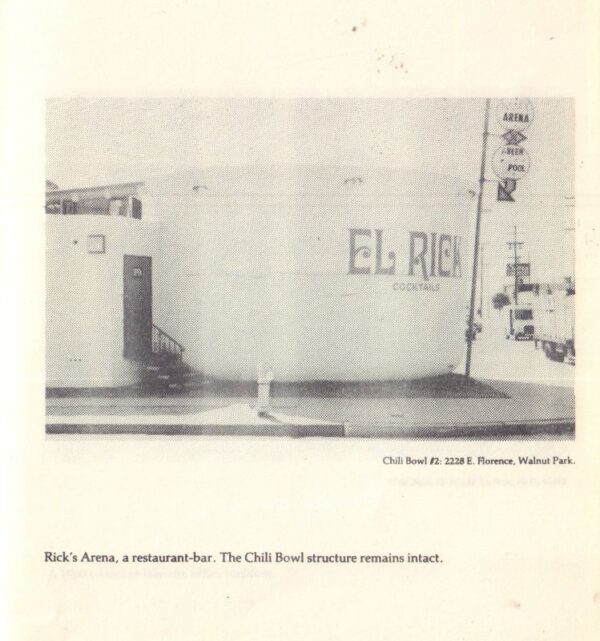 ARENA
BEER
POOL
EL RICK
COCKTAILS
Chili Bowl #2: 2228 E. Florence, Walnut Park.
Rick's Arena, a restaurant-bar. The Chili Bowl structure remains intact.